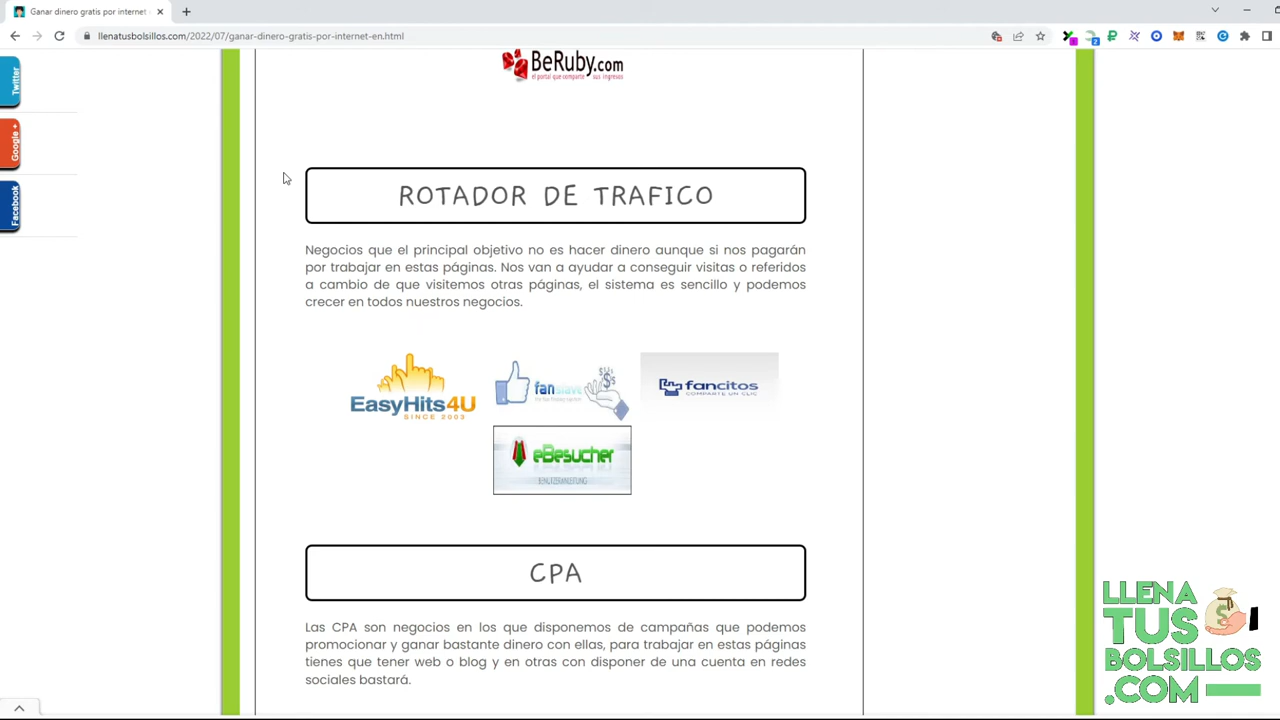 Ganar dinero gratis por internet -
llenatusbolsillos.com/2022/07/ganar-dinero-gratis-por-internet-en.html
Twitter
Google +
Facebook
BeRuby.com
el portal que comparte sus ingresos
ROTADOR DE TRAFICO
Negocios que el principal objetivo no es hacer dinero aunque si nos pagarán
por trabajar en estas páginas. Nos van a ayudar a conseguir visitas o referidos
a cambio de que visitemos otras páginas, el sistema es sencillo y podemos
crecer en todos nuestros negocios.
EasyHits4U
SINCE 2003
fanslave
fancitos
COMPARTE UN CLIC
eBesucher
BENUTZERANLEITUNG
CPA
Las CPA son negocios en los que disponemos de campañas que podemos
promocionar y ganar bastante dinero con ellas, para trabajar en estas páginas
tienes que tener web o blog y en otras con disponer de una cuenta en redes
sociales bastará.
LLENA
TUS
BOLSILLOS
.COM